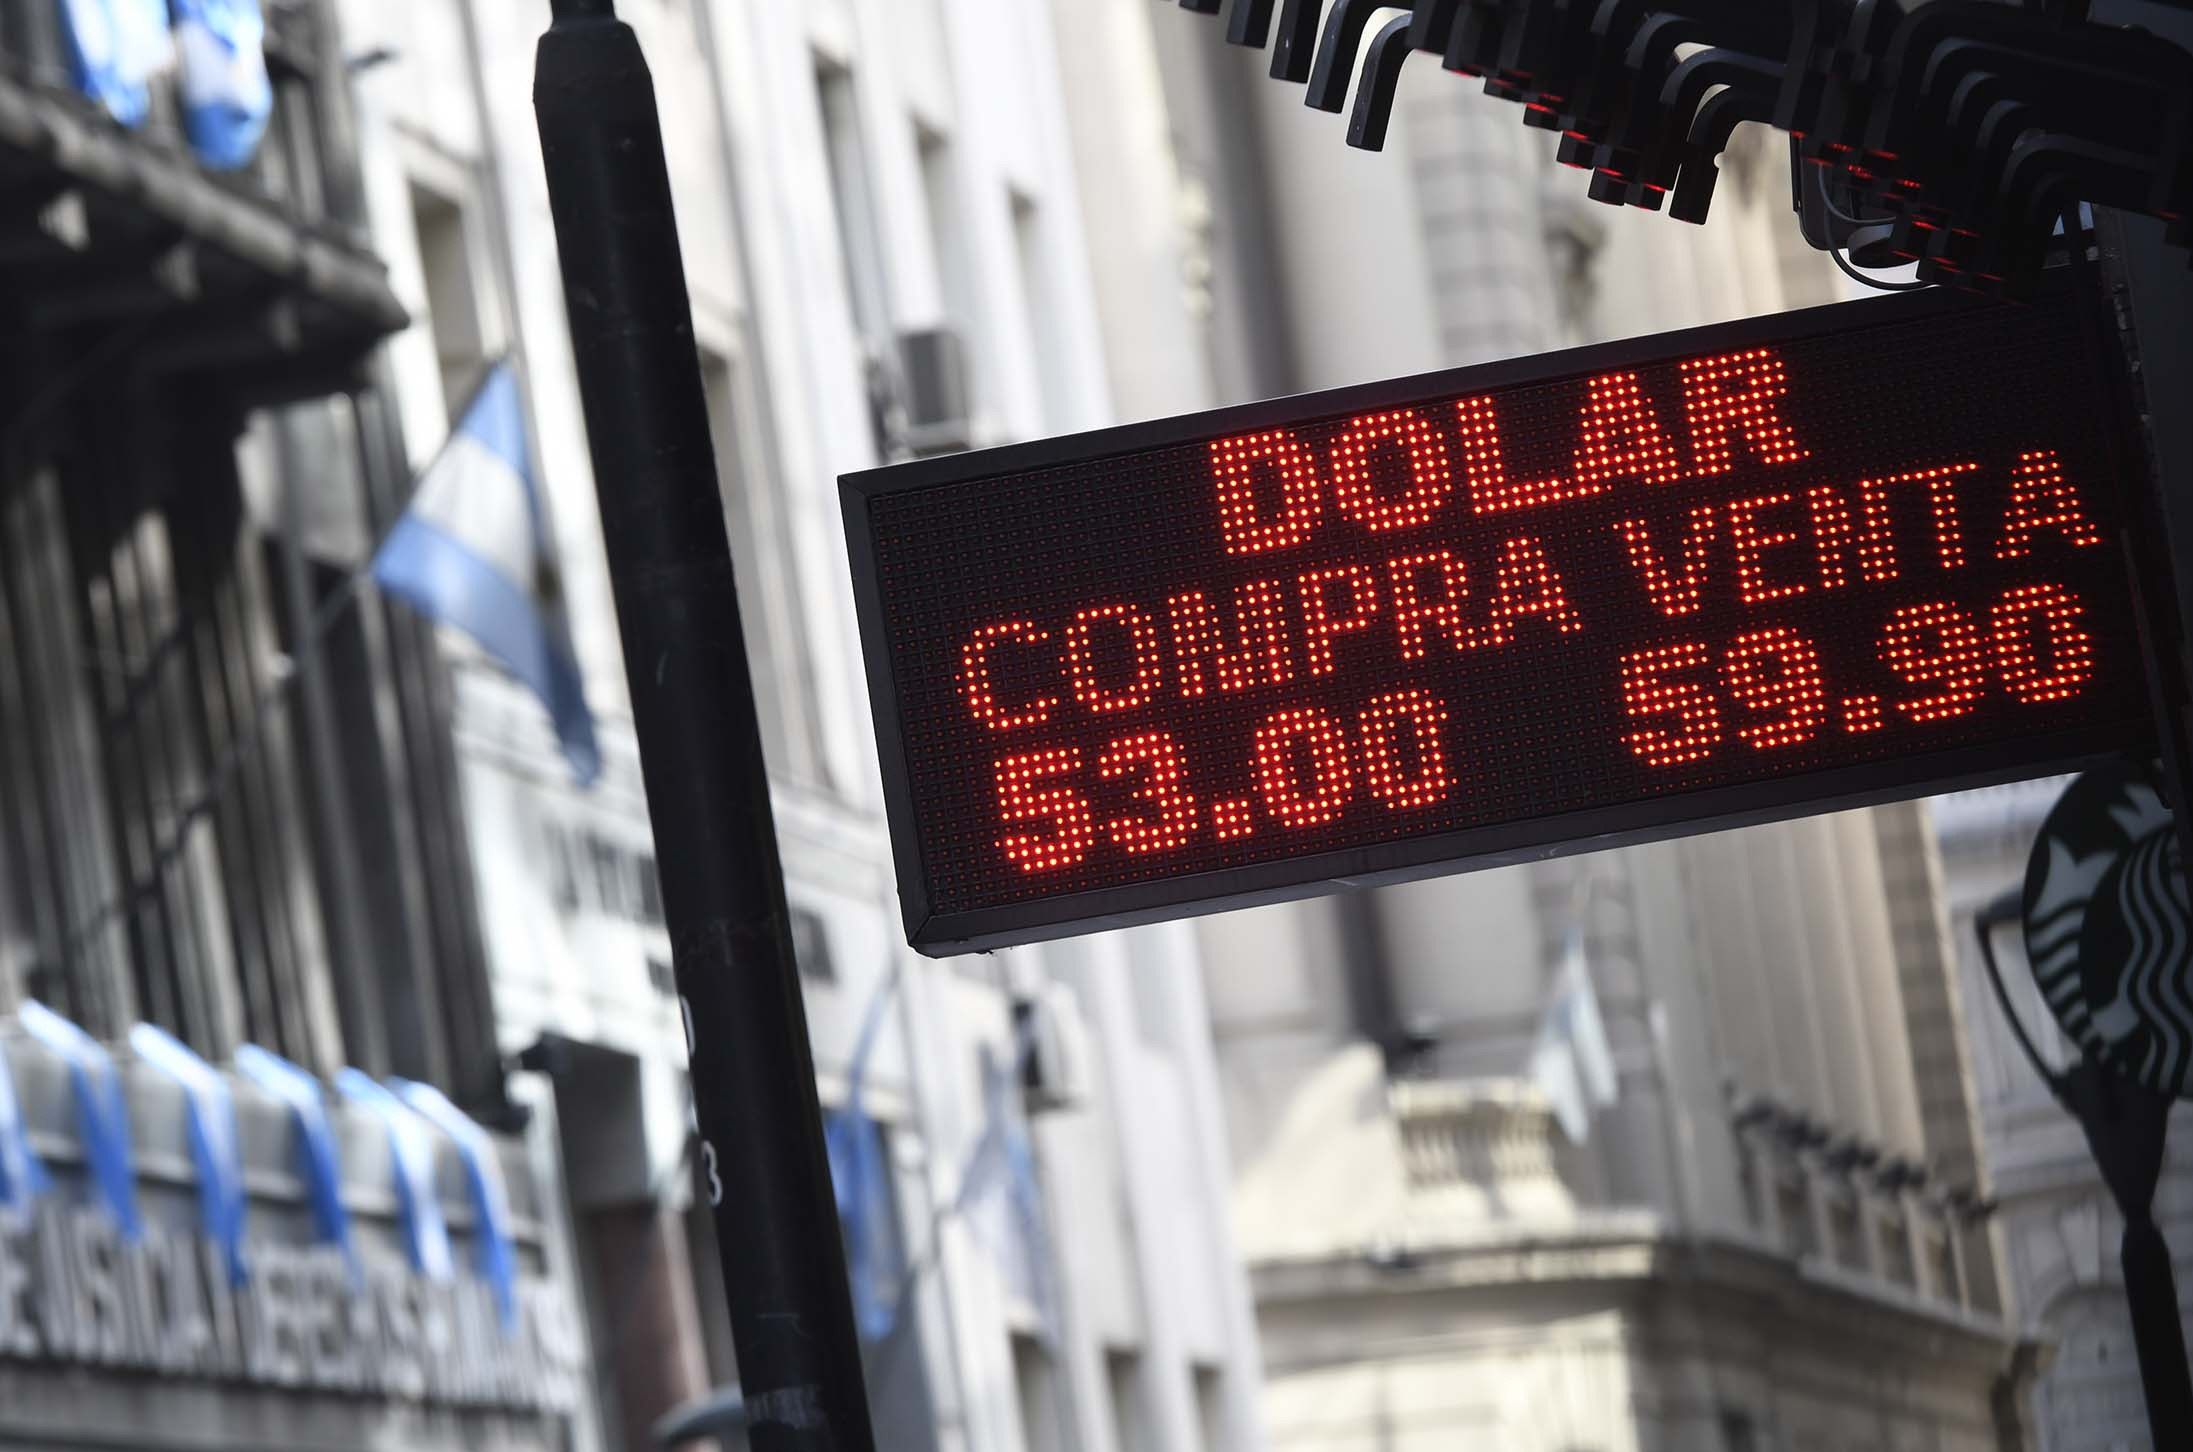 DOLAR
COMPRA VENTA
53.00 59.90